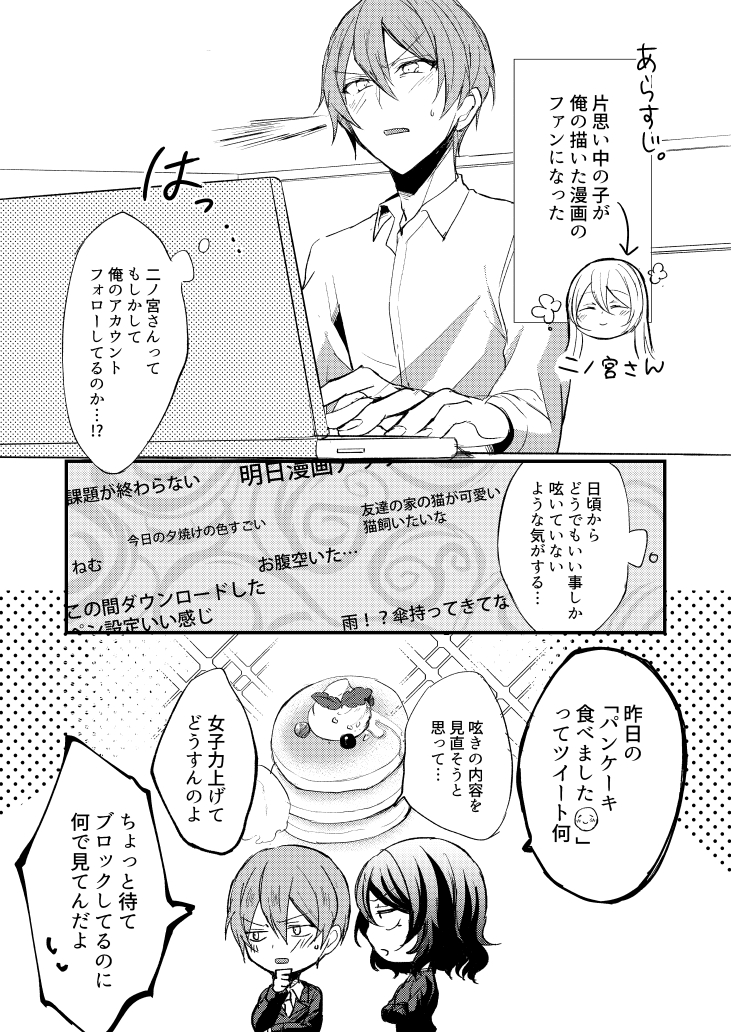 あらすじ。
片思い中の子が
俺の描いた漫画の
ファンになった
二ノ宮さん
はっ
二ノ宮さんって
もしかして
俺のアカウント
フォローしてるのか…!?
日頃から
どうでもいい事しか
呟いていない
ような気がする…
課題が終わらない
友達の家の猫が可愛い
猫飼いたいな
今日の夕焼けの色すごい
ねむ
お腹空いた…
この間ダウンロードした
ペン設定いい感じ
雨！？傘持ってきてな
昨日の
「パンケーキ
食べました」
ってツイート何
呟きの内容を
見直そうと
思って…
女子力上げて
どうすんのよ
ちょっと待て
ブロックしてるのに
何で見てんだよ